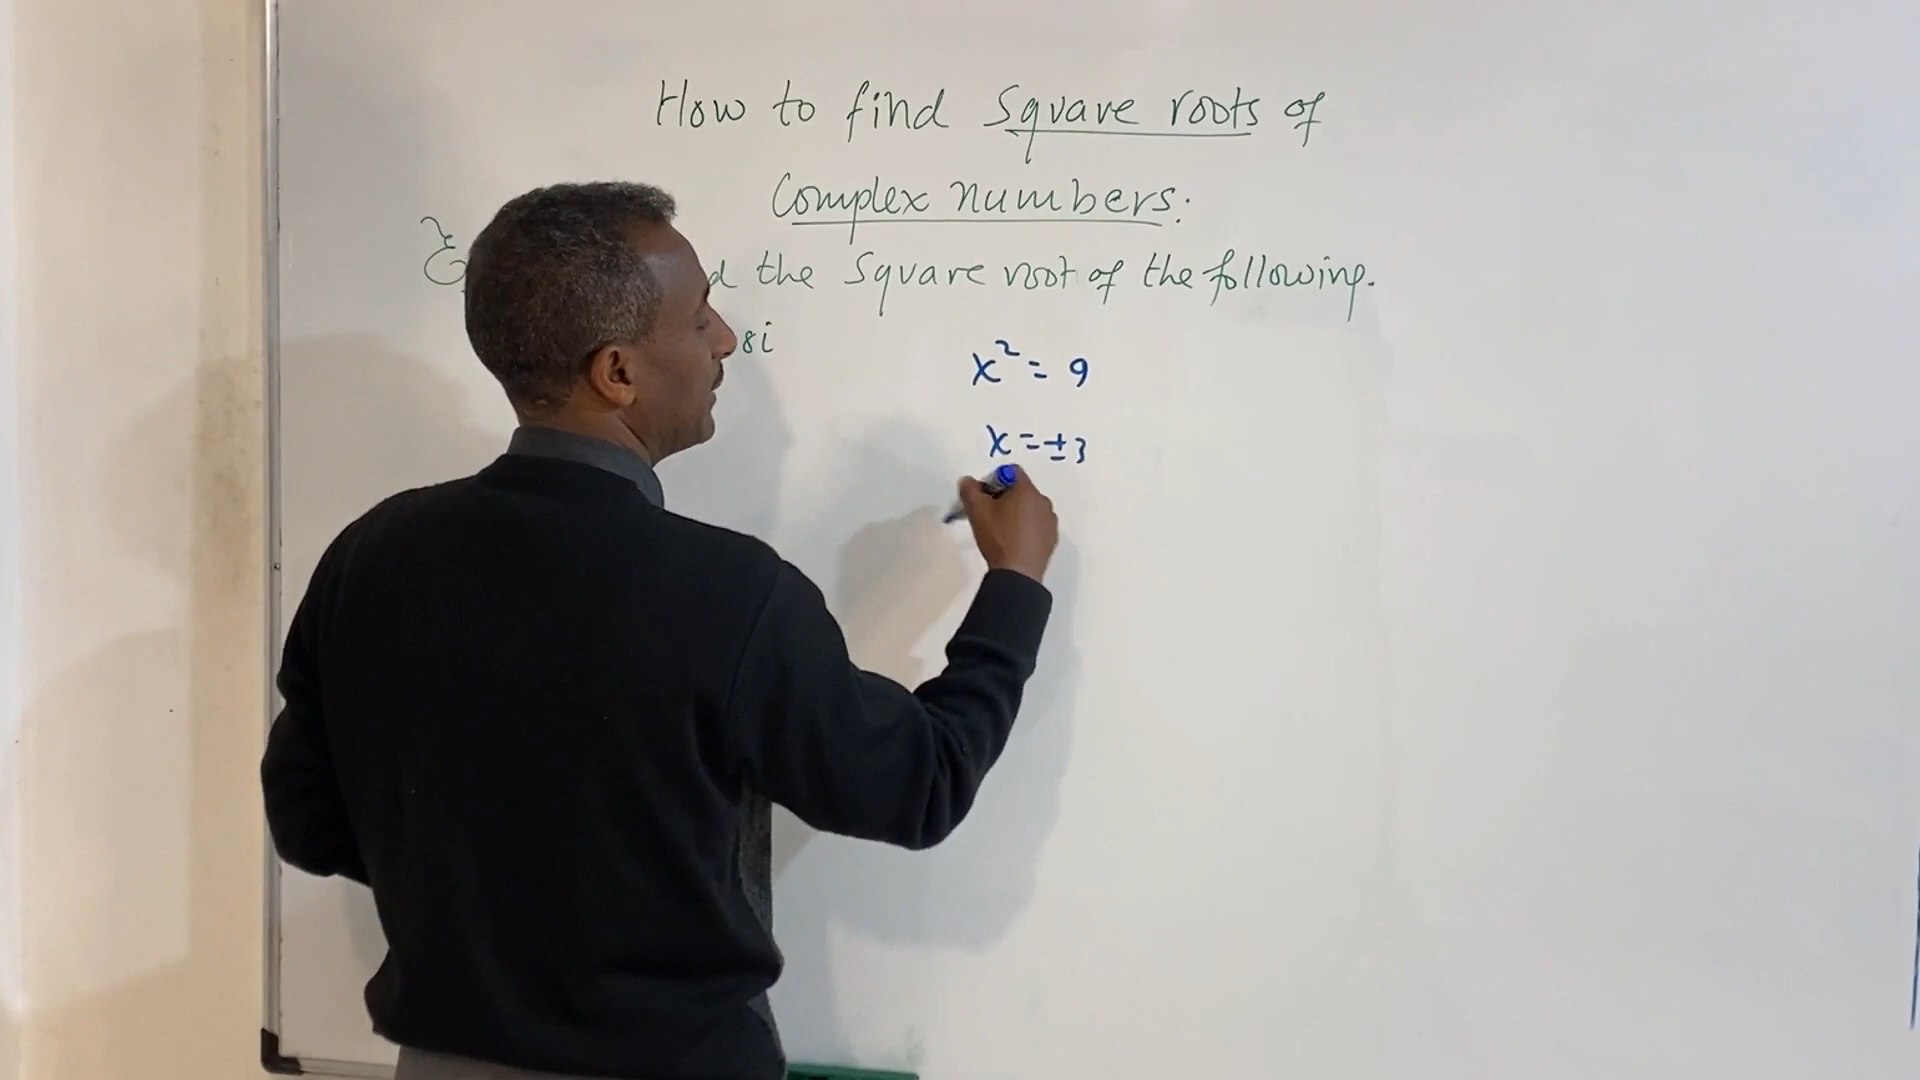 How to find square roots of
Complex numbers:
the square root of the following.
8i
x² = 9
x = ±3